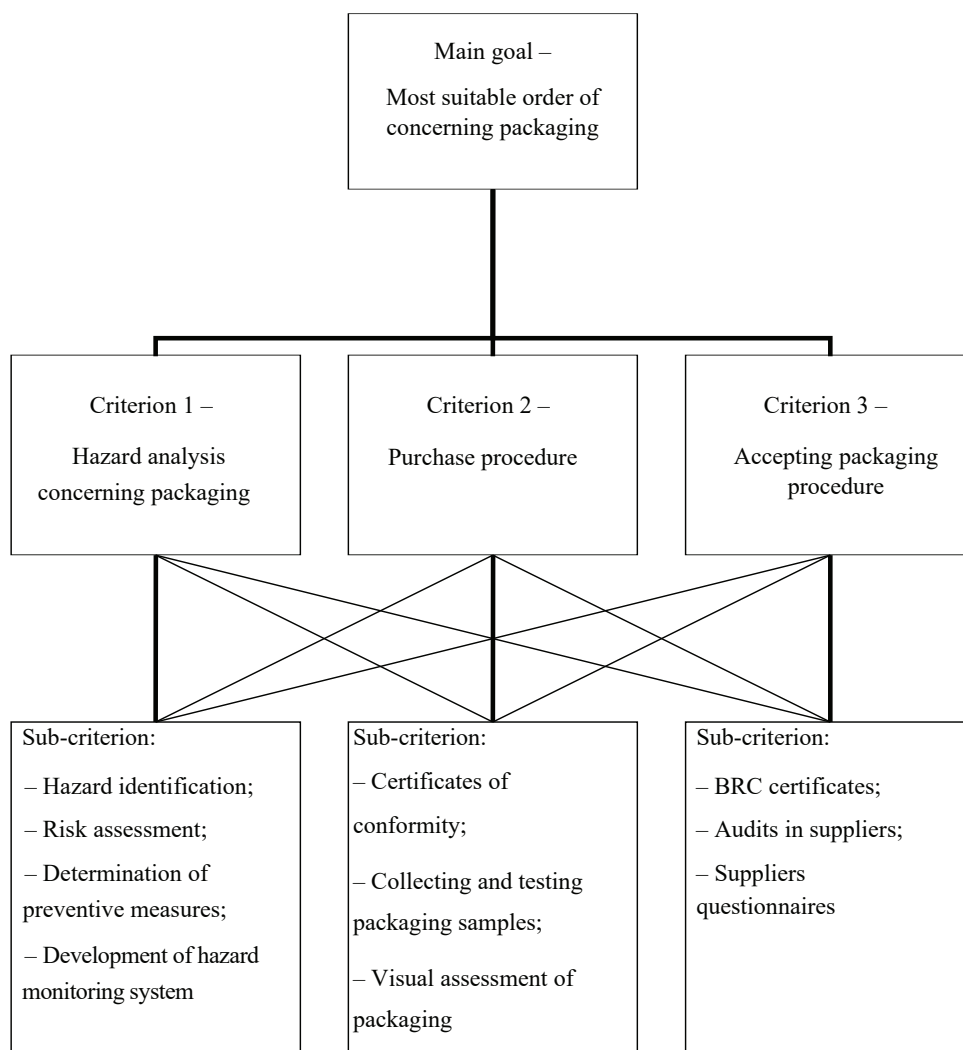 Main goal –
Most suitable order of
concerning packaging
Criterion 1 –
Hazard analysis
concerning packaging
Criterion 2 –
Purchase procedure
Criterion 3 –
Accepting packaging
procedure
Sub-criterion:
– Hazard identification;
– Risk assessment;
– Determination of
preventive measures;
– Development of hazard
monitoring system
Sub-criterion:
– Certificates of
conformity;
– Collecting and testing
packaging samples;
– Visual assessment of
packaging
Sub-criterion:
– BRC certificates;
– Audits in suppliers;
– Suppliers
questionnaires